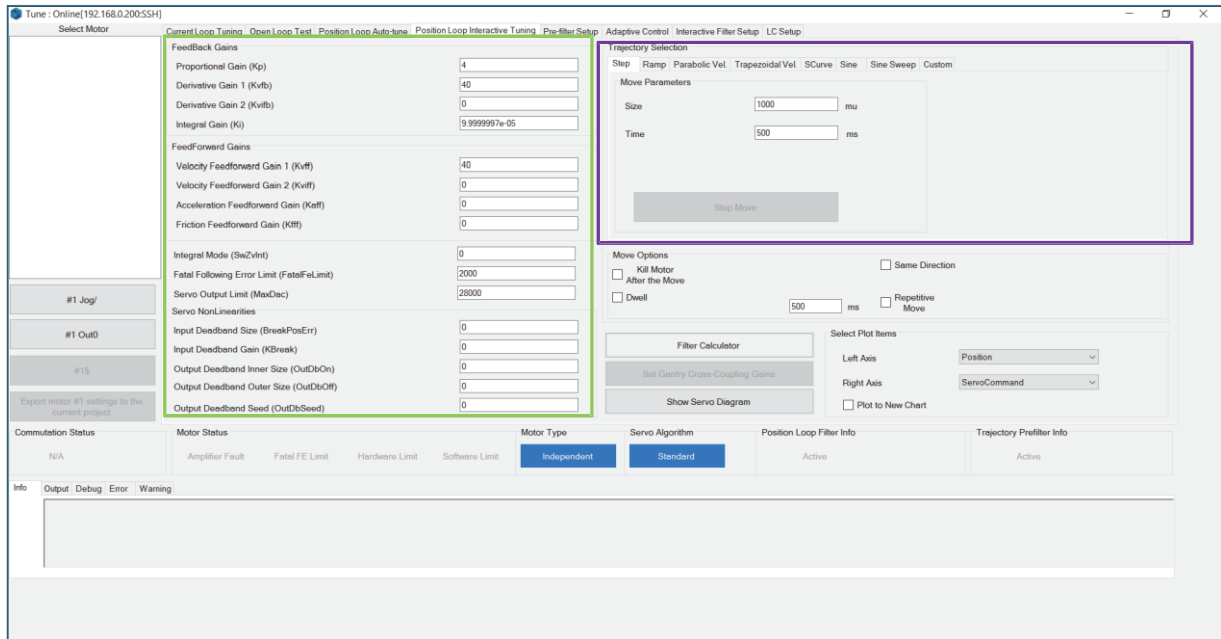 Tune : Online[192.168.0.200:SSH]
Select Motor
Current Loop Tuning Open Loop Test Position Loop Auto-tune Position Loop Interactive Tuning Pre-filter Setup Adaptive Control Interactive Filter Setup LC Setup
FeedBack Gains
Proportional Gain (Kp) 4
Derivative Gain 1 (Kvfb) 40
Derivative Gain 2 (Kvifb) 0
Integral Gain (Ki) 9.9999997e-05
FeedForward Gains
Velocity Feedforward Gain 1 (Kvff) 40
Velocity Feedforward Gain 2 (Kviff) 0
Acceleration Feedforward Gain (Kaff) 0
Friction Feedforward Gain (Kfff) 0
Integral Mode (SwZvInt) 0
Fatal Following Error Limit (FatalFeLimit) 2000
Servo Output Limit (MaxDac) 28000
Servo NonLinearities
Input Deadband Size (BreakPosErr) 0
Input Deadband Gain (KBreak) 0
Output Deadband Inner Size (OutDbOn) 0
Output Deadband Outer Size (OutDbOff) 0
Output Deadband Seed (OutDbSeed) 0
Trajectory Selection
Step Ramp Parabolic Vel. Trapezoidal Vel. SCurve Sine Sine Sweep Custom
Move Parameters
Size 1000 mu
Time 500 ms
Step Move
Move Options
Kill Motor
After the Move
Same Direction
Dwell 500 ms
Repetitive
Move
Filter Calculator
Set Gantry Cross-Coupling Gains
Show Servo Diagram
Select Plot Items
Left Axis Position
Right Axis ServoCommand
Plot to New Chart
#1 Jog/
#1 Out0
#1$
Export motor #1 settings to the
current project
Commutation Status
N/A
Motor Status
Amplifier Fault Fatal FE Limit Hardware Limit Software Limit
Motor Type
Independent
Servo Algorithm
Standard
Position Loop Filter Info
Active
Trajectory Prefilter Info
Active
Info Output Debug Error Warning